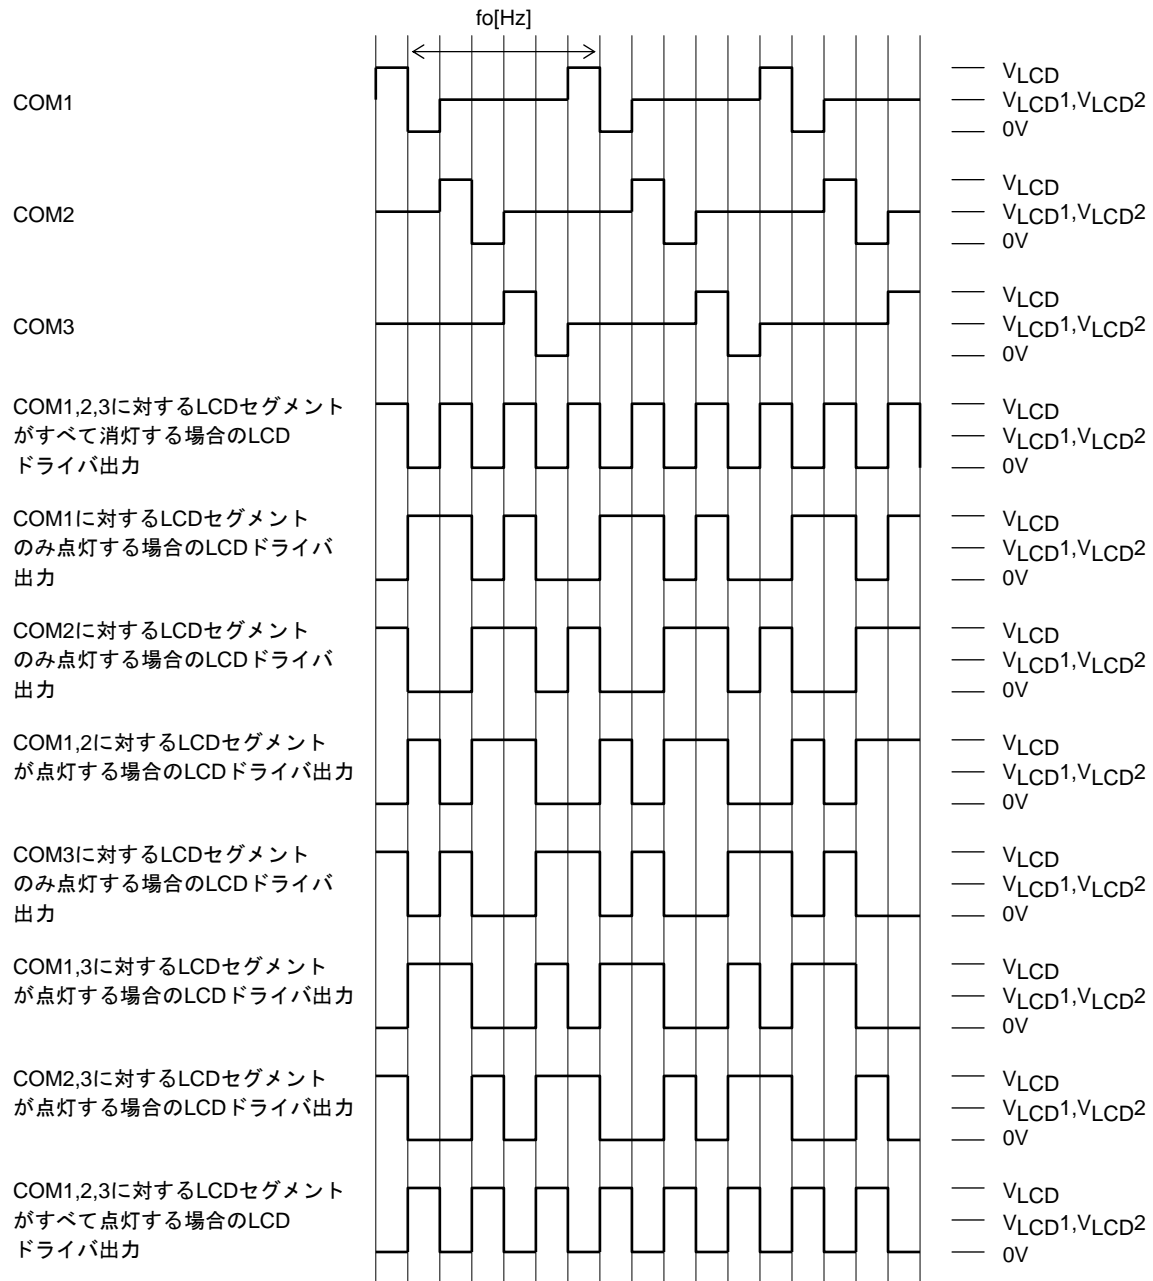 fo[Hz]
COM1
VLCD
VLCD1,VLCD2
0V
COM2
VLCD
VLCD1,VLCD2
0V
COM3
VLCD
VLCD1,VLCD2
0V
COM1,2,3に対するLCDセグメント
がすべて消灯する場合のLCD
ドライバ出力
VLCD
VLCD1,VLCD2
0V
COM1に対するLCDセグメント
のみ点灯する場合のLCDドライバ
出力
VLCD
VLCD1,VLCD2
0V
COM2に対するLCDセグメント
のみ点灯する場合のLCDドライバ
出力
VLCD
VLCD1,VLCD2
0V
COM1,2に対するLCDセグメント
が点灯する場合のLCDドライバ出力
VLCD
VLCD1,VLCD2
0V
COM3に対するLCDセグメント
のみ点灯する場合のLCDドライバ
出力
VLCD
VLCD1,VLCD2
0V
COM1,3に対するLCDセグメント
が点灯する場合のLCDドライバ出力
VLCD
VLCD1,VLCD2
0V
COM2,3に対するLCDセグメント
が点灯する場合のLCDドライバ出力
VLCD
VLCD1,VLCD2
0V
COM1,2,3に対するLCDセグメント
がすべて点灯する場合のLCD
ドライバ出力
VLCD
VLCD1,VLCD2
0V